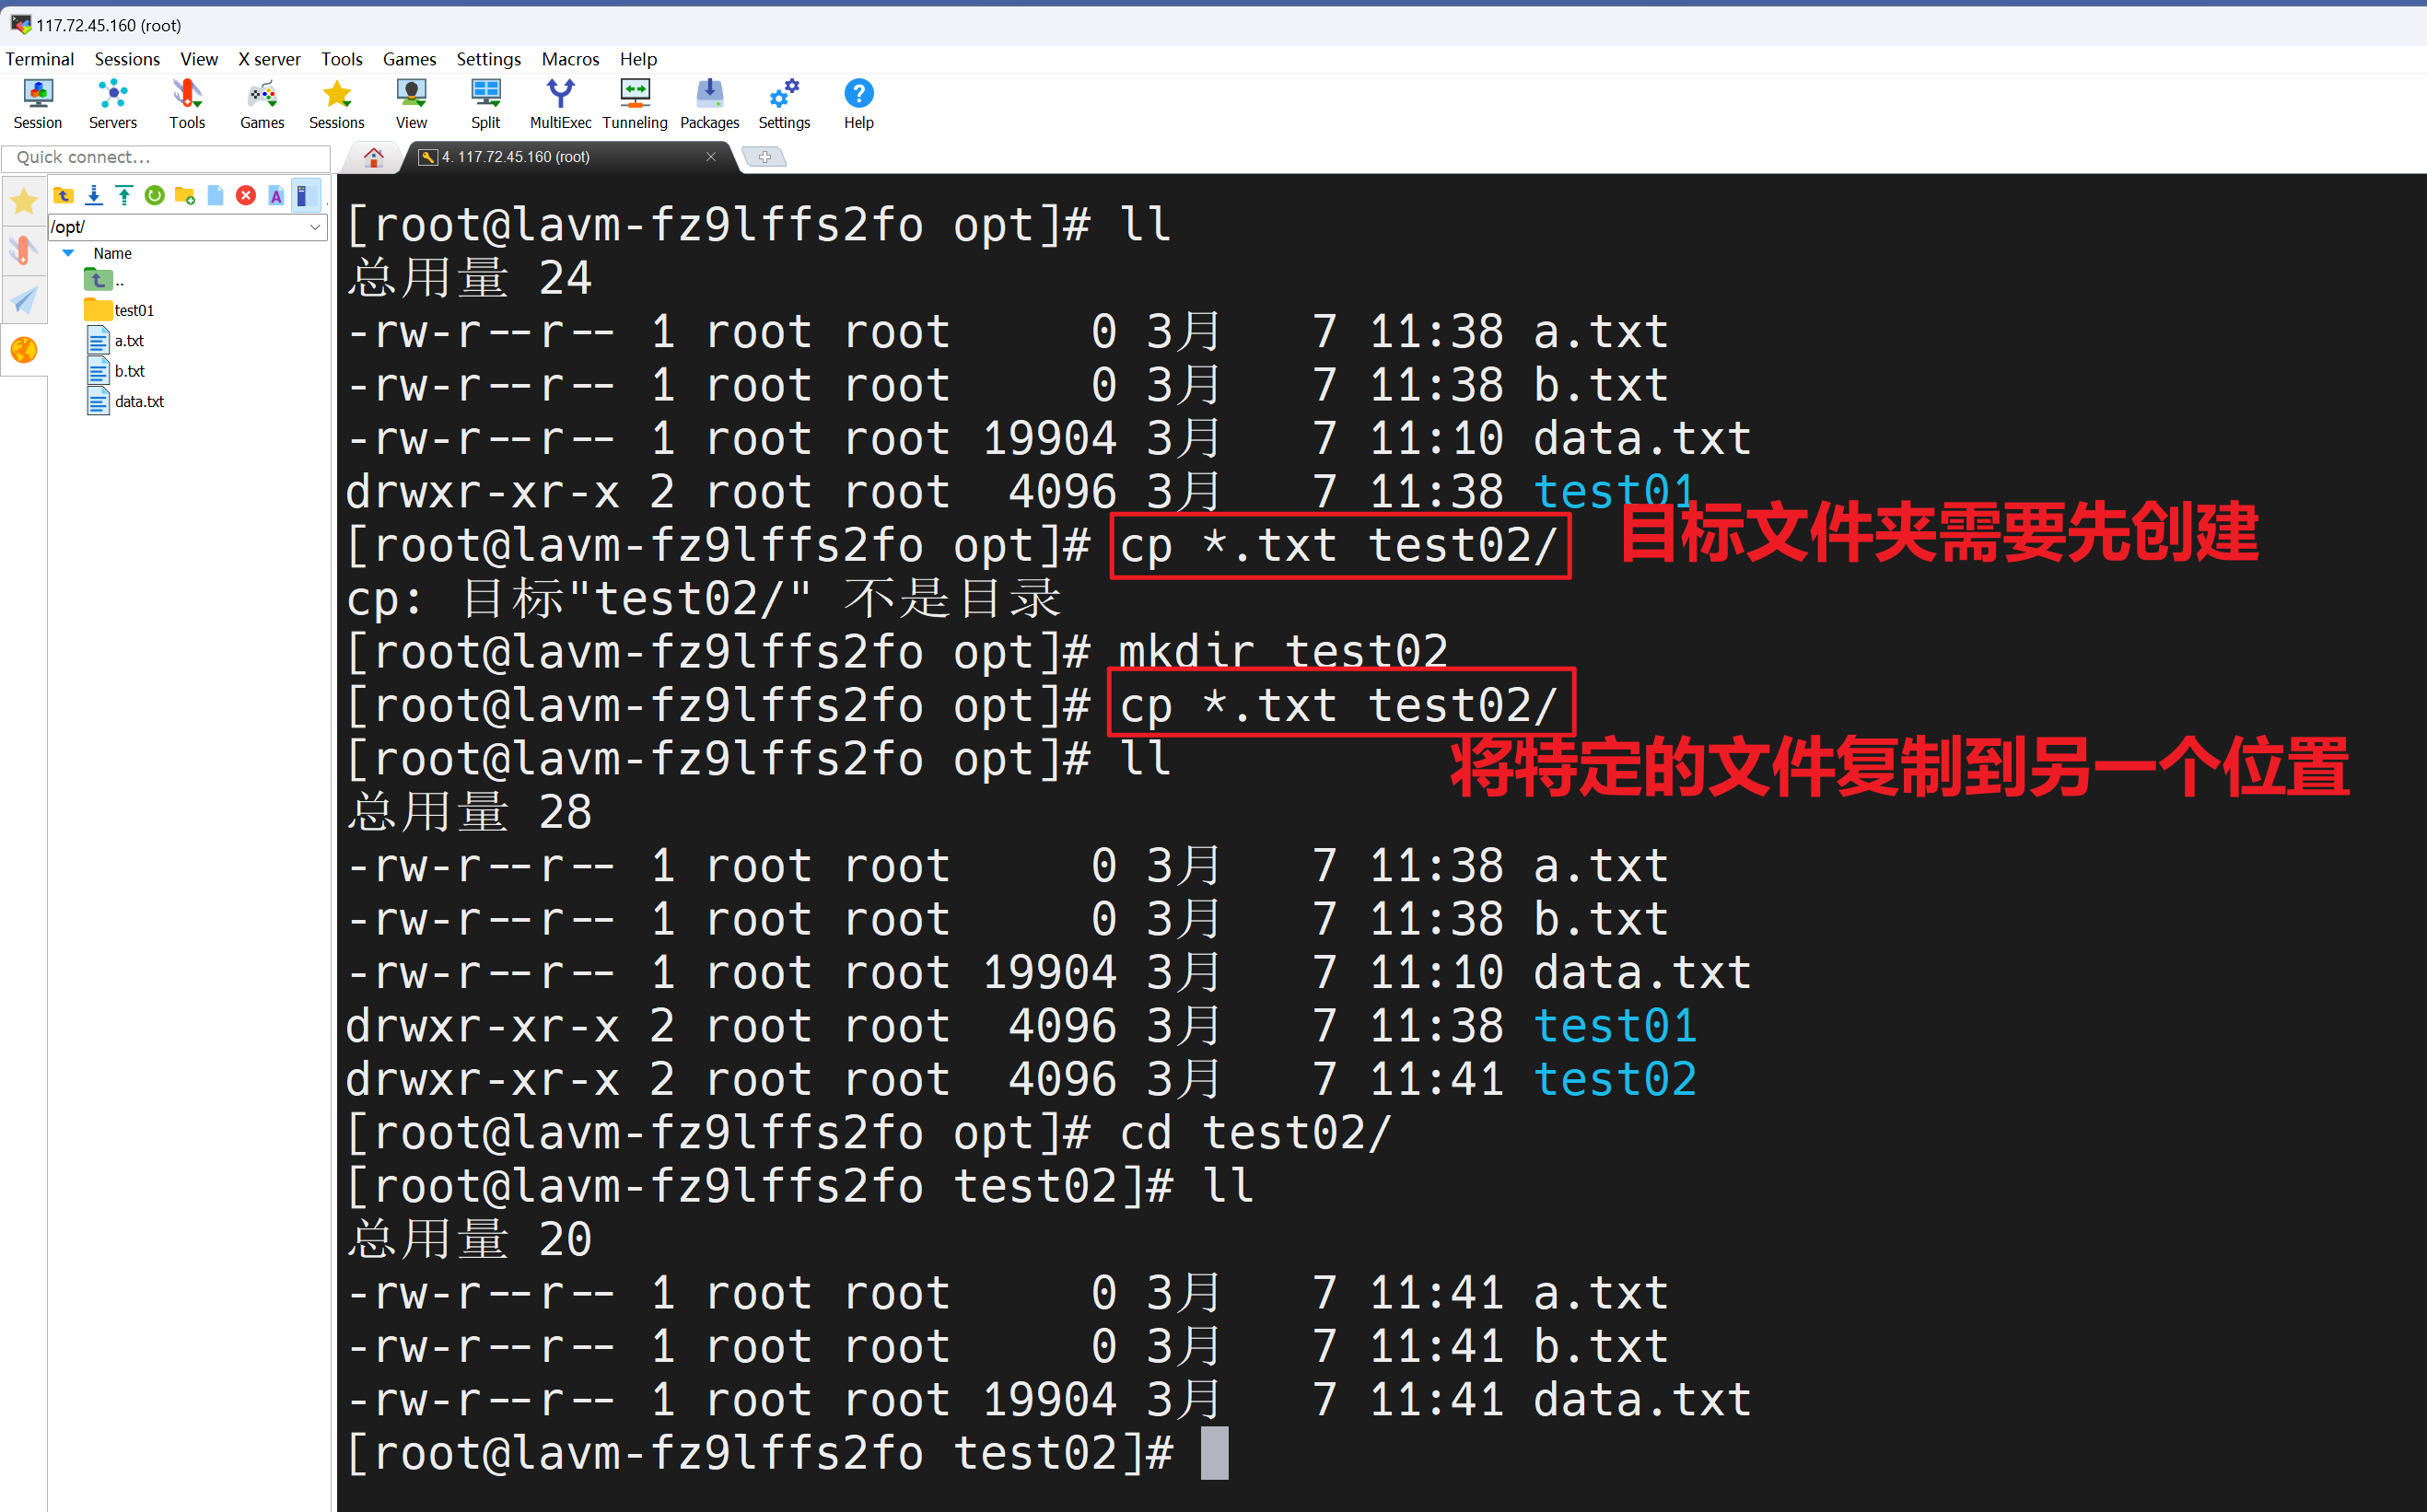 117.72.45.160 (root)
Terminal Sessions View X server Tools Games Settings Macros Help
Session Servers Tools Games Sessions View Split MultiExec Tunneling Packages Settings Help
Quick connect...
4. 117.72.45.160 (root)
/opt/
Name
..
test01
a.txt
b.txt
data.txt
[root@lavm-fz9lffs2fo opt]# ll
总用量 24
-rw-r--r-- 1 root root     0 3月   7 11:38 a.txt
-rw-r--r-- 1 root root     0 3月   7 11:38 b.txt
-rw-r--r-- 1 root root 19904 3月   7 11:10 data.txt
drwxr-xr-x 2 root root  4096 3月   7 11:38 test01
[root@lavm-fz9lffs2fo opt]# cp *.txt test02/
目标文件夹需要先创建
cp: 目标"test02/" 不是目录
[root@lavm-fz9lffs2fo opt]# mkdir test02
[root@lavm-fz9lffs2fo opt]# cp *.txt test02/
[root@lavm-fz9lffs2fo opt]# ll
将特定的文件复制到另一个位置
总用量 28
-rw-r--r-- 1 root root     0 3月   7 11:38 a.txt
-rw-r--r-- 1 root root     0 3月   7 11:38 b.txt
-rw-r--r-- 1 root root 19904 3月   7 11:10 data.txt
drwxr-xr-x 2 root root  4096 3月   7 11:38 test01
drwxr-xr-x 2 root root  4096 3月   7 11:41 test02
[root@lavm-fz9lffs2fo opt]# cd test02/
[root@lavm-fz9lffs2fo test02]# ll
总用量 20
-rw-r--r-- 1 root root     0 3月   7 11:41 a.txt
-rw-r--r-- 1 root root     0 3月   7 11:41 b.txt
-rw-r--r-- 1 root root 19904 3月   7 11:41 data.txt
[root@lavm-fz9lffs2fo test02]#